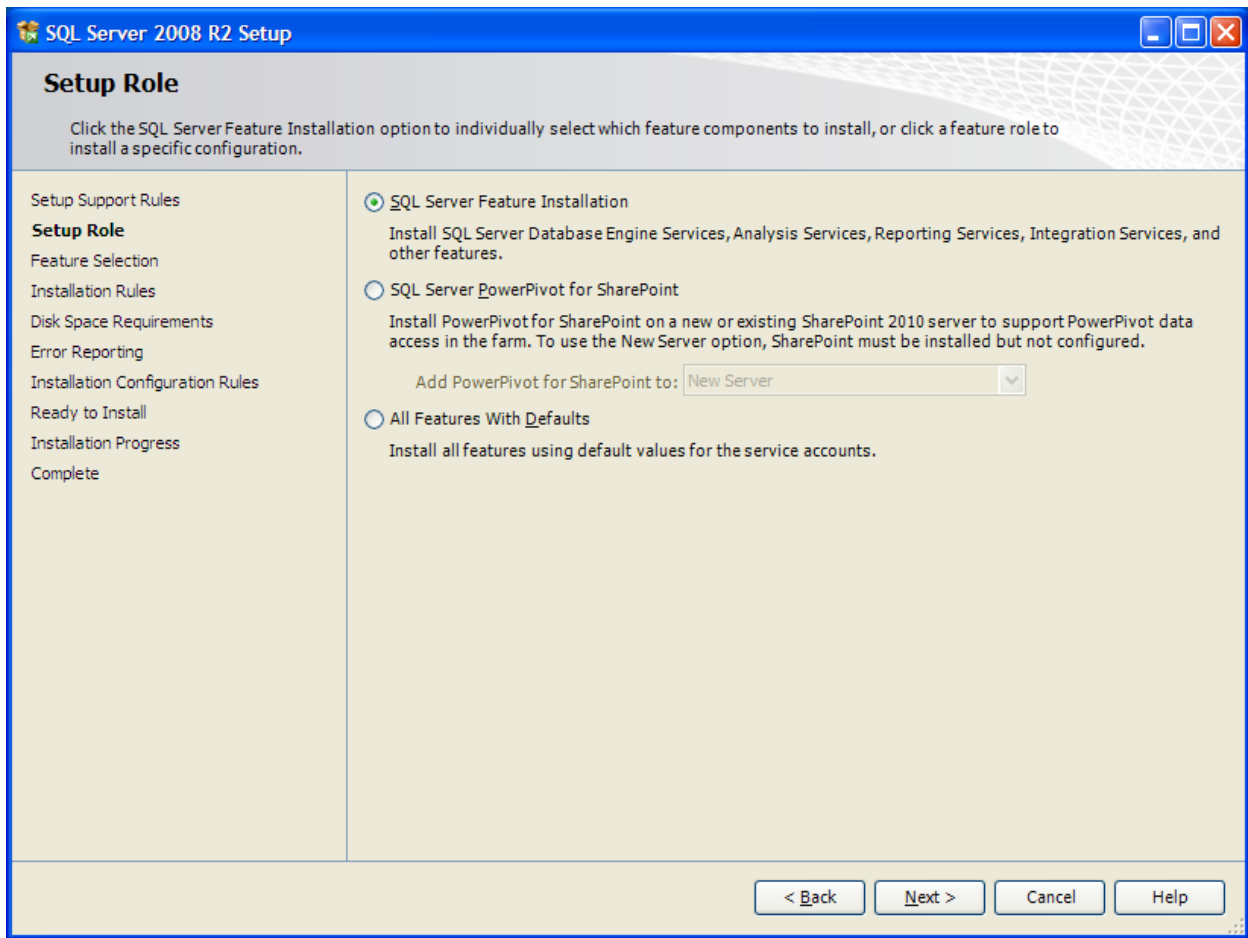 SQL Server 2008 R2 Setup
Setup Role
Click the SQL Server Feature Installation option to individually select which feature components to install, or click a feature role to
install a specific configuration.
Setup Support Rules
Setup Role
Feature Selection
Installation Rules
Disk Space Requirements
Error Reporting
Installation Configuration Rules
Ready to Install
Installation Progress
Complete
SQL Server Feature Installation
Install SQL Server Database Engine Services, Analysis Services, Reporting Services, Integration Services, and
other features.
SQL Server PowerPivot for SharePoint
Install PowerPivot for SharePoint on a new or existing SharePoint 2010 server to support PowerPivot data
access in the farm. To use the New Server option, SharePoint must be installed but not configured.
Add PowerPivot for SharePoint to: New Server
All Features With Defaults
Install all features using default values for the service accounts.
< Back Next > Cancel Help